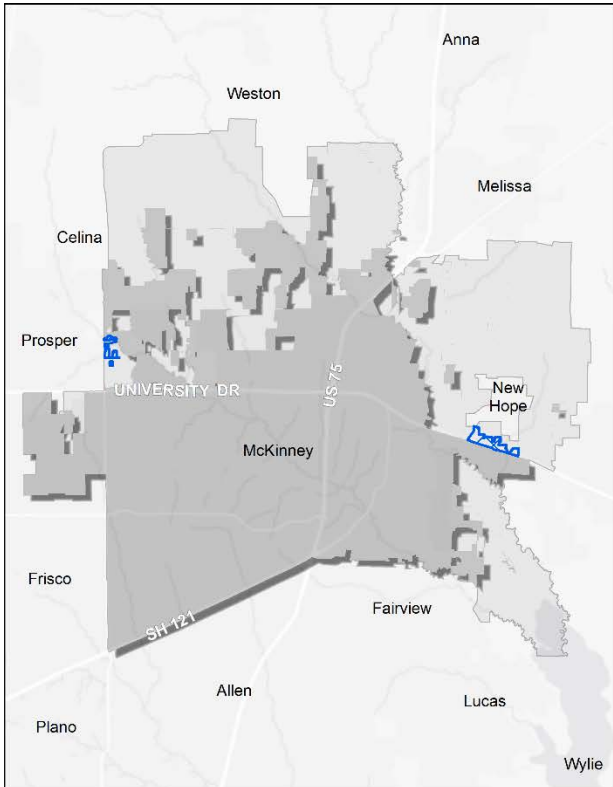 Anna
Weston
Melissa
Celina
Prosper
UNIVERSITY DR
US 75
New
Hope
McKinney
Frisco
SH 121
Fairview
Allen
Lucas
Plano
Wylie